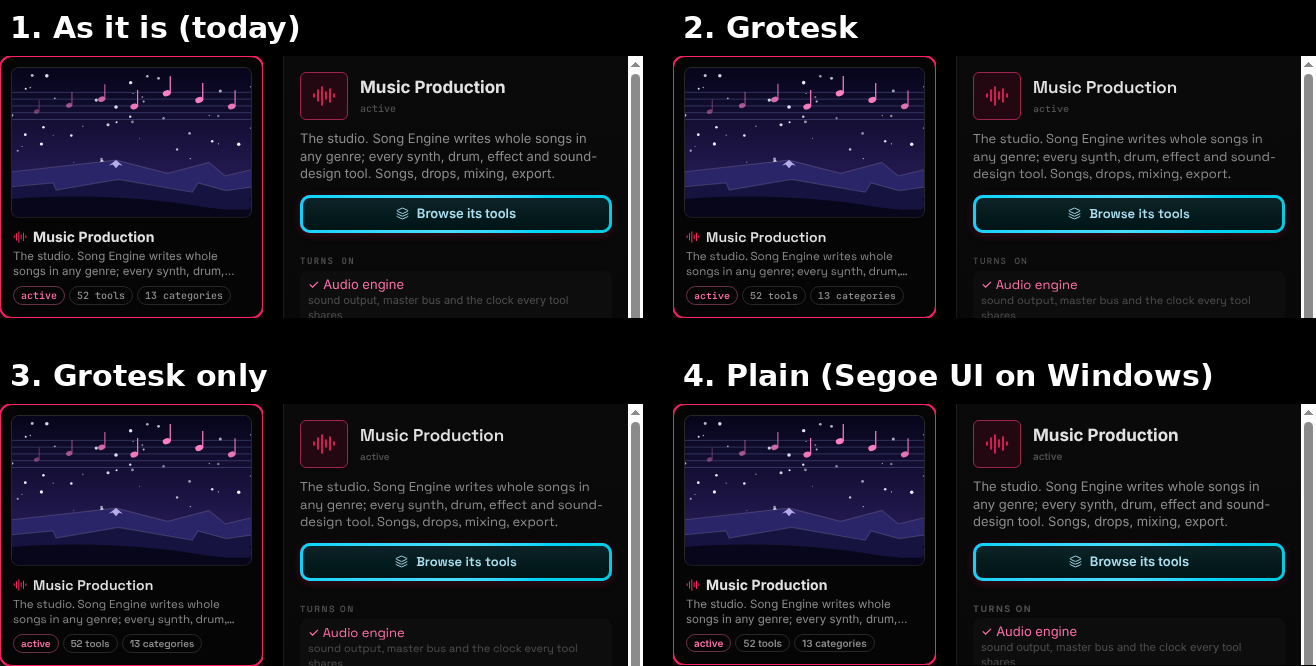 1. As it is (today)
Music Production
The studio. Song Engine writes whole
songs in any genre; every synth, drum,...
active 52 tools 13 categories
Music Production
active
The studio. Song Engine writes whole songs in
any genre; every synth, drum, effect and sound-
design tool. Songs, drops, mixing, export.
Browse its tools
TURNS ON
✓ Audio engine
sound output, master bus and the clock every tool
shares
2. Grotesk
Music Production
The studio. Song Engine writes whole
songs in any genre; every synth, drum,...
active 52 tools 13 categories
Music Production
active
The studio. Song Engine writes whole songs in
any genre; every synth, drum, effect and sound-
design tool. Songs, drops, mixing, export.
Browse its tools
TURNS ON
✓ Audio engine
sound output, master bus and the clock every tool
shares
3. Grotesk only
Music Production
The studio. Song Engine writes whole
songs in any genre; every synth, drum,...
active 52 tools 13 categories
Music Production
active
The studio. Song Engine writes whole songs in
any genre; every synth, drum, effect and sound-
design tool. Songs, drops, mixing, export.
Browse its tools
TURNS ON
✓ Audio engine
sound output, master bus and the clock every tool
shares
4. Plain (Segoe UI on Windows)
Music Production
The studio. Song Engine writes whole
songs in any genre; every synth, drum,...
active 52 tools 13 categories
Music Production
active
The studio. Song Engine writes whole songs in
any genre; every synth, drum, effect and sound-
design tool. Songs, drops, mixing, export.
Browse its tools
TURNS ON
✓ Audio engine
sound output, master bus and the clock every tool
shares